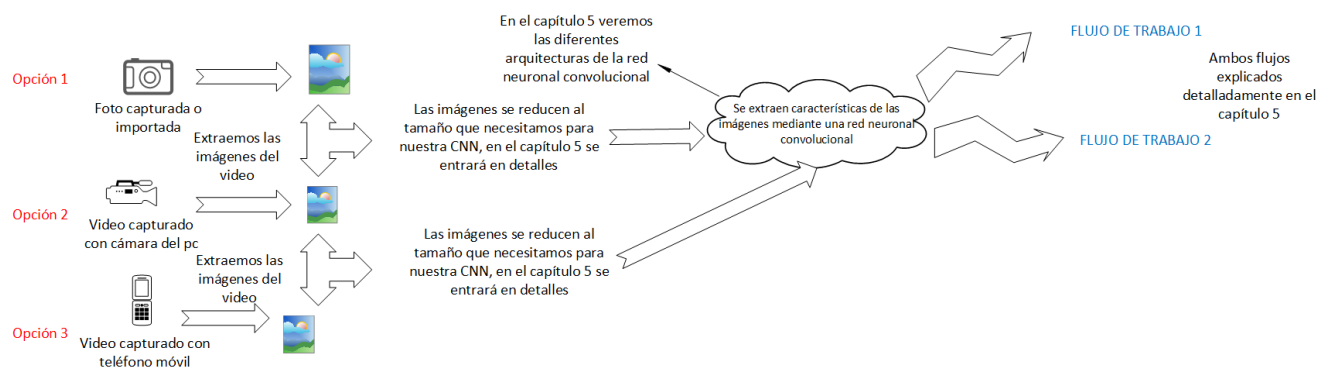 Opción 1
Foto capturada o
importada
Extraemos las
imágenes del
video
Opción 2
Video capturado
con cámara del pc
Extraemos las
imágenes del
video
Opción 3
Video capturado con
teléfono móvil
Las imágenes se reducen al
tamaño que necesitamos para
nuestra CNN, en el capítulo 5 se
entrará en detalles
Las imágenes se reducen al
tamaño que necesitamos para
nuestra CNN, en el capítulo 5 se
entrará en detalles
En el capítulo 5 veremos
las diferentes
arquitecturas de la red
neuronal convolucional
Se extraen características de las
imágenes mediante una red neuronal
convolucional
FLUJO DE TRABAJO 1
FLUJO DE TRABAJO 2
Ambos flujos
explicados
detalladamente en el
capítulo 5